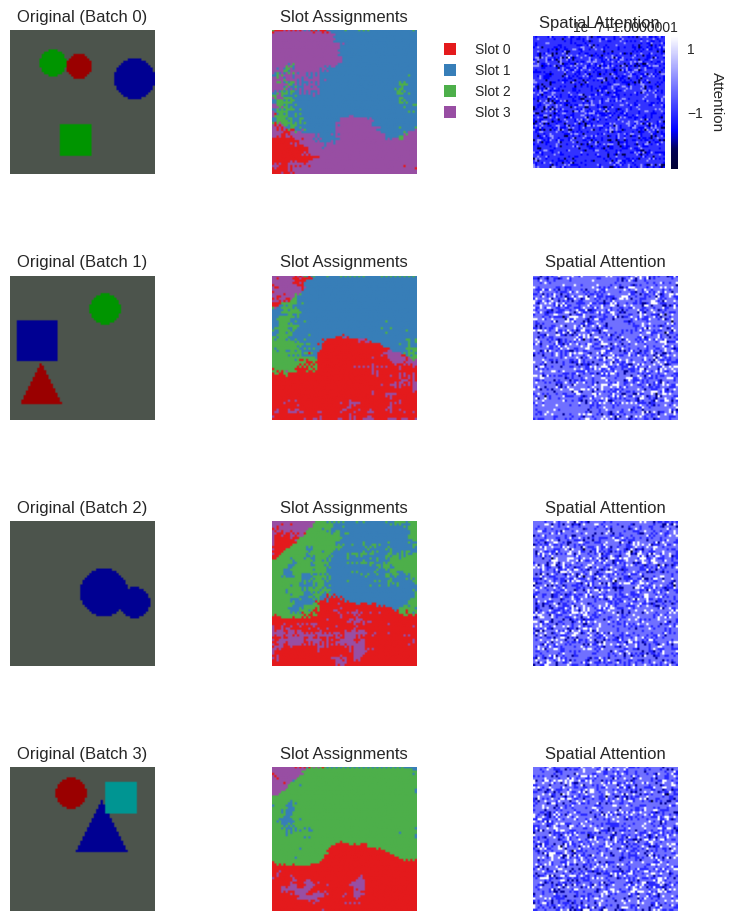 Original (Batch 0)
Slot Assignments
Slot 0
Slot 1
Slot 2
Slot 3
Spatial Attention
1e−7+1.0000001
1
−1
Attention
Original (Batch 1)
Slot Assignments
Spatial Attention
Original (Batch 2)
Slot Assignments
Spatial Attention
Original (Batch 3)
Slot Assignments
Spatial Attention